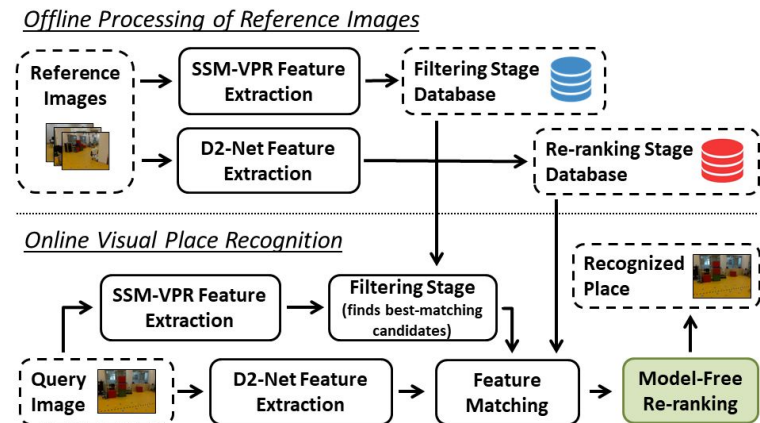 Offline Processing of Reference Images
Reference
Images
SSM-VPR Feature
Extraction
Filtering Stage
Database
D2-Net Feature
Extraction
Re-ranking Stage
Database
Online Visual Place Recognition
SSM-VPR Feature
Extraction
Filtering Stage
(finds best-matching
candidates)
Recognized
Place
Query
Image
D2-Net Feature
Extraction
Feature
Matching
Model-Free
Re-ranking